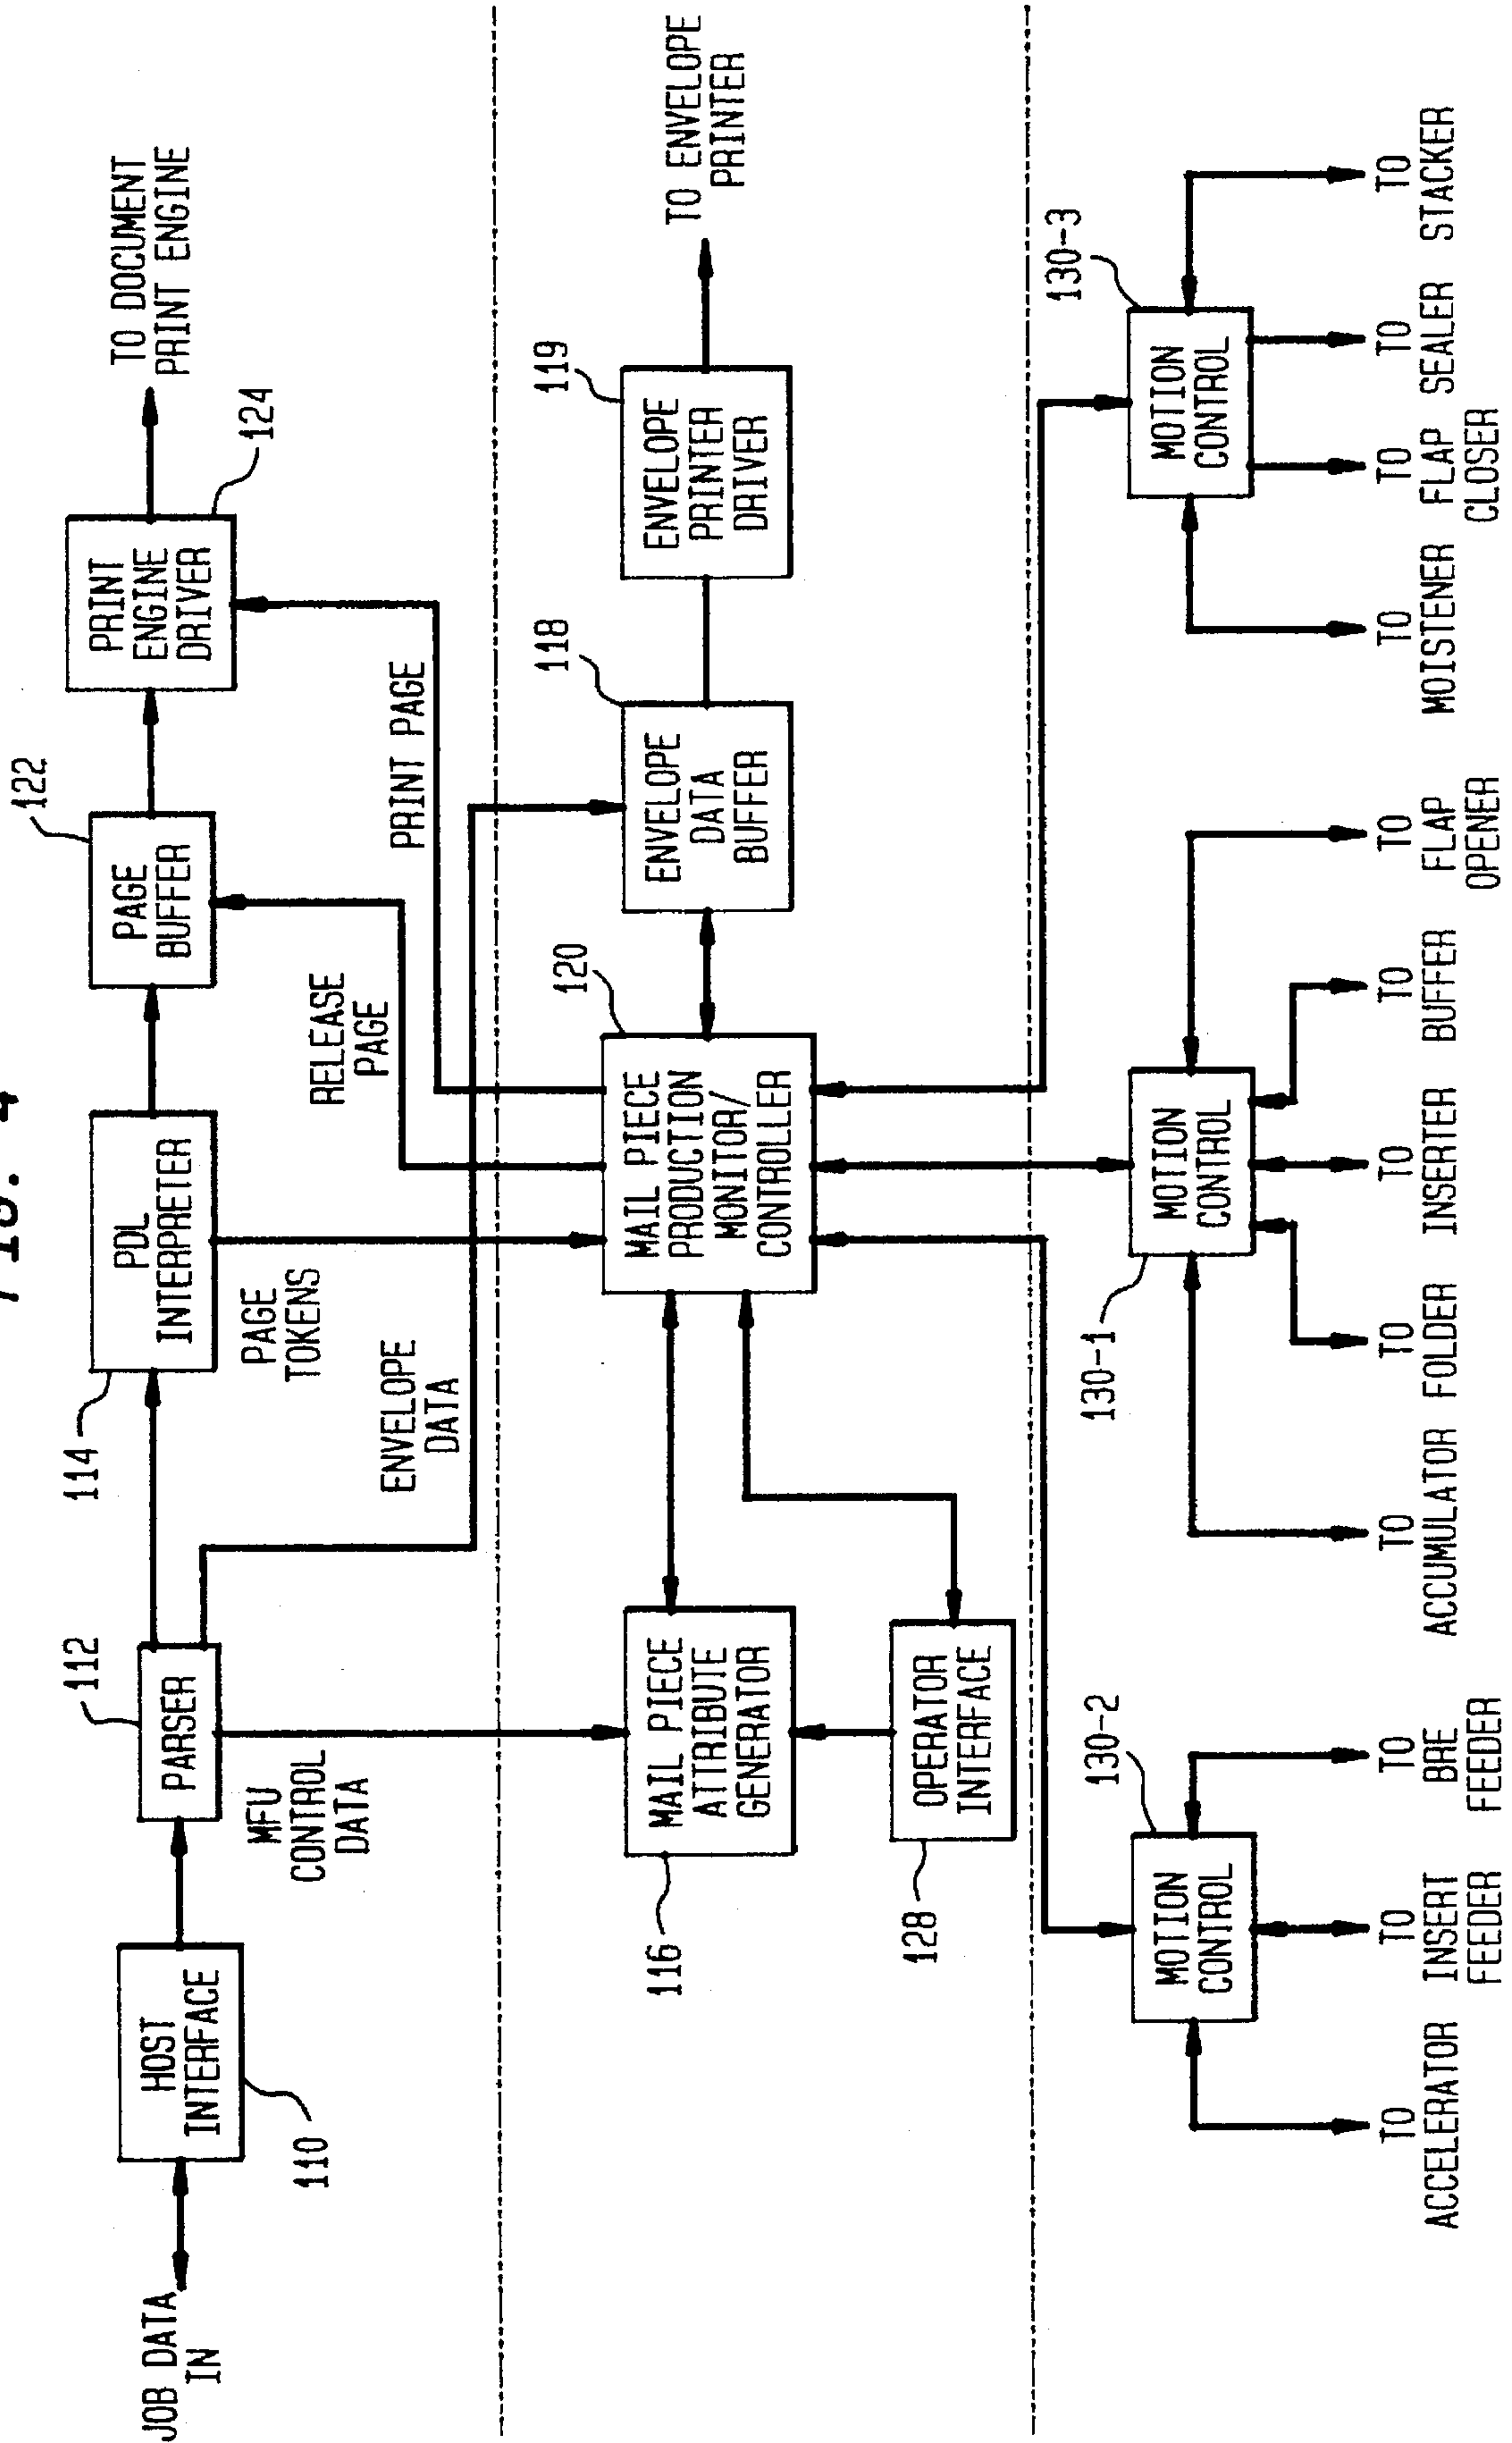 FIG. 4
JOB DATA
IN
HOST
INTERFACE
110
PARSER
112
MFU
CONTROL
DATA
PDL
INTERPRETER
114
PAGE
TOKENS
ENVELOPE
DATA
PAGE
BUFFER
122
RELEASE
PAGE
PRINT PAGE
PRINT
ENGINE
DRIVER
124
TO DOCUMENT
PRINT ENGINE
MAIL PIECE
ATTRIBUTE
GENERATOR
116
OPERATOR
INTERFACE
128
MAIL PIECE
PRODUCTION
MONITOR/
CONTROLLER
120
ENVELOPE
DATA
BUFFER
118
ENVELOPE
PRINTER
DRIVER
119
TO ENVELOPE
PRINTER
MOTION
CONTROL
130-2
TO
ACCELERATOR
TO
INSERT
FEEDER
TO
BRE
FEEDER
MOTION
CONTROL
130-1
TO
ACCUMULATOR
TO
FOLDER
TO
INSERTER
TO
BUFFER
TO
FLAP
OPENER
MOTION
CONTROL
130-3
TO
MOISTENER
TO
FLAP
CLOSER
TO
SEALER
TO
STACKER